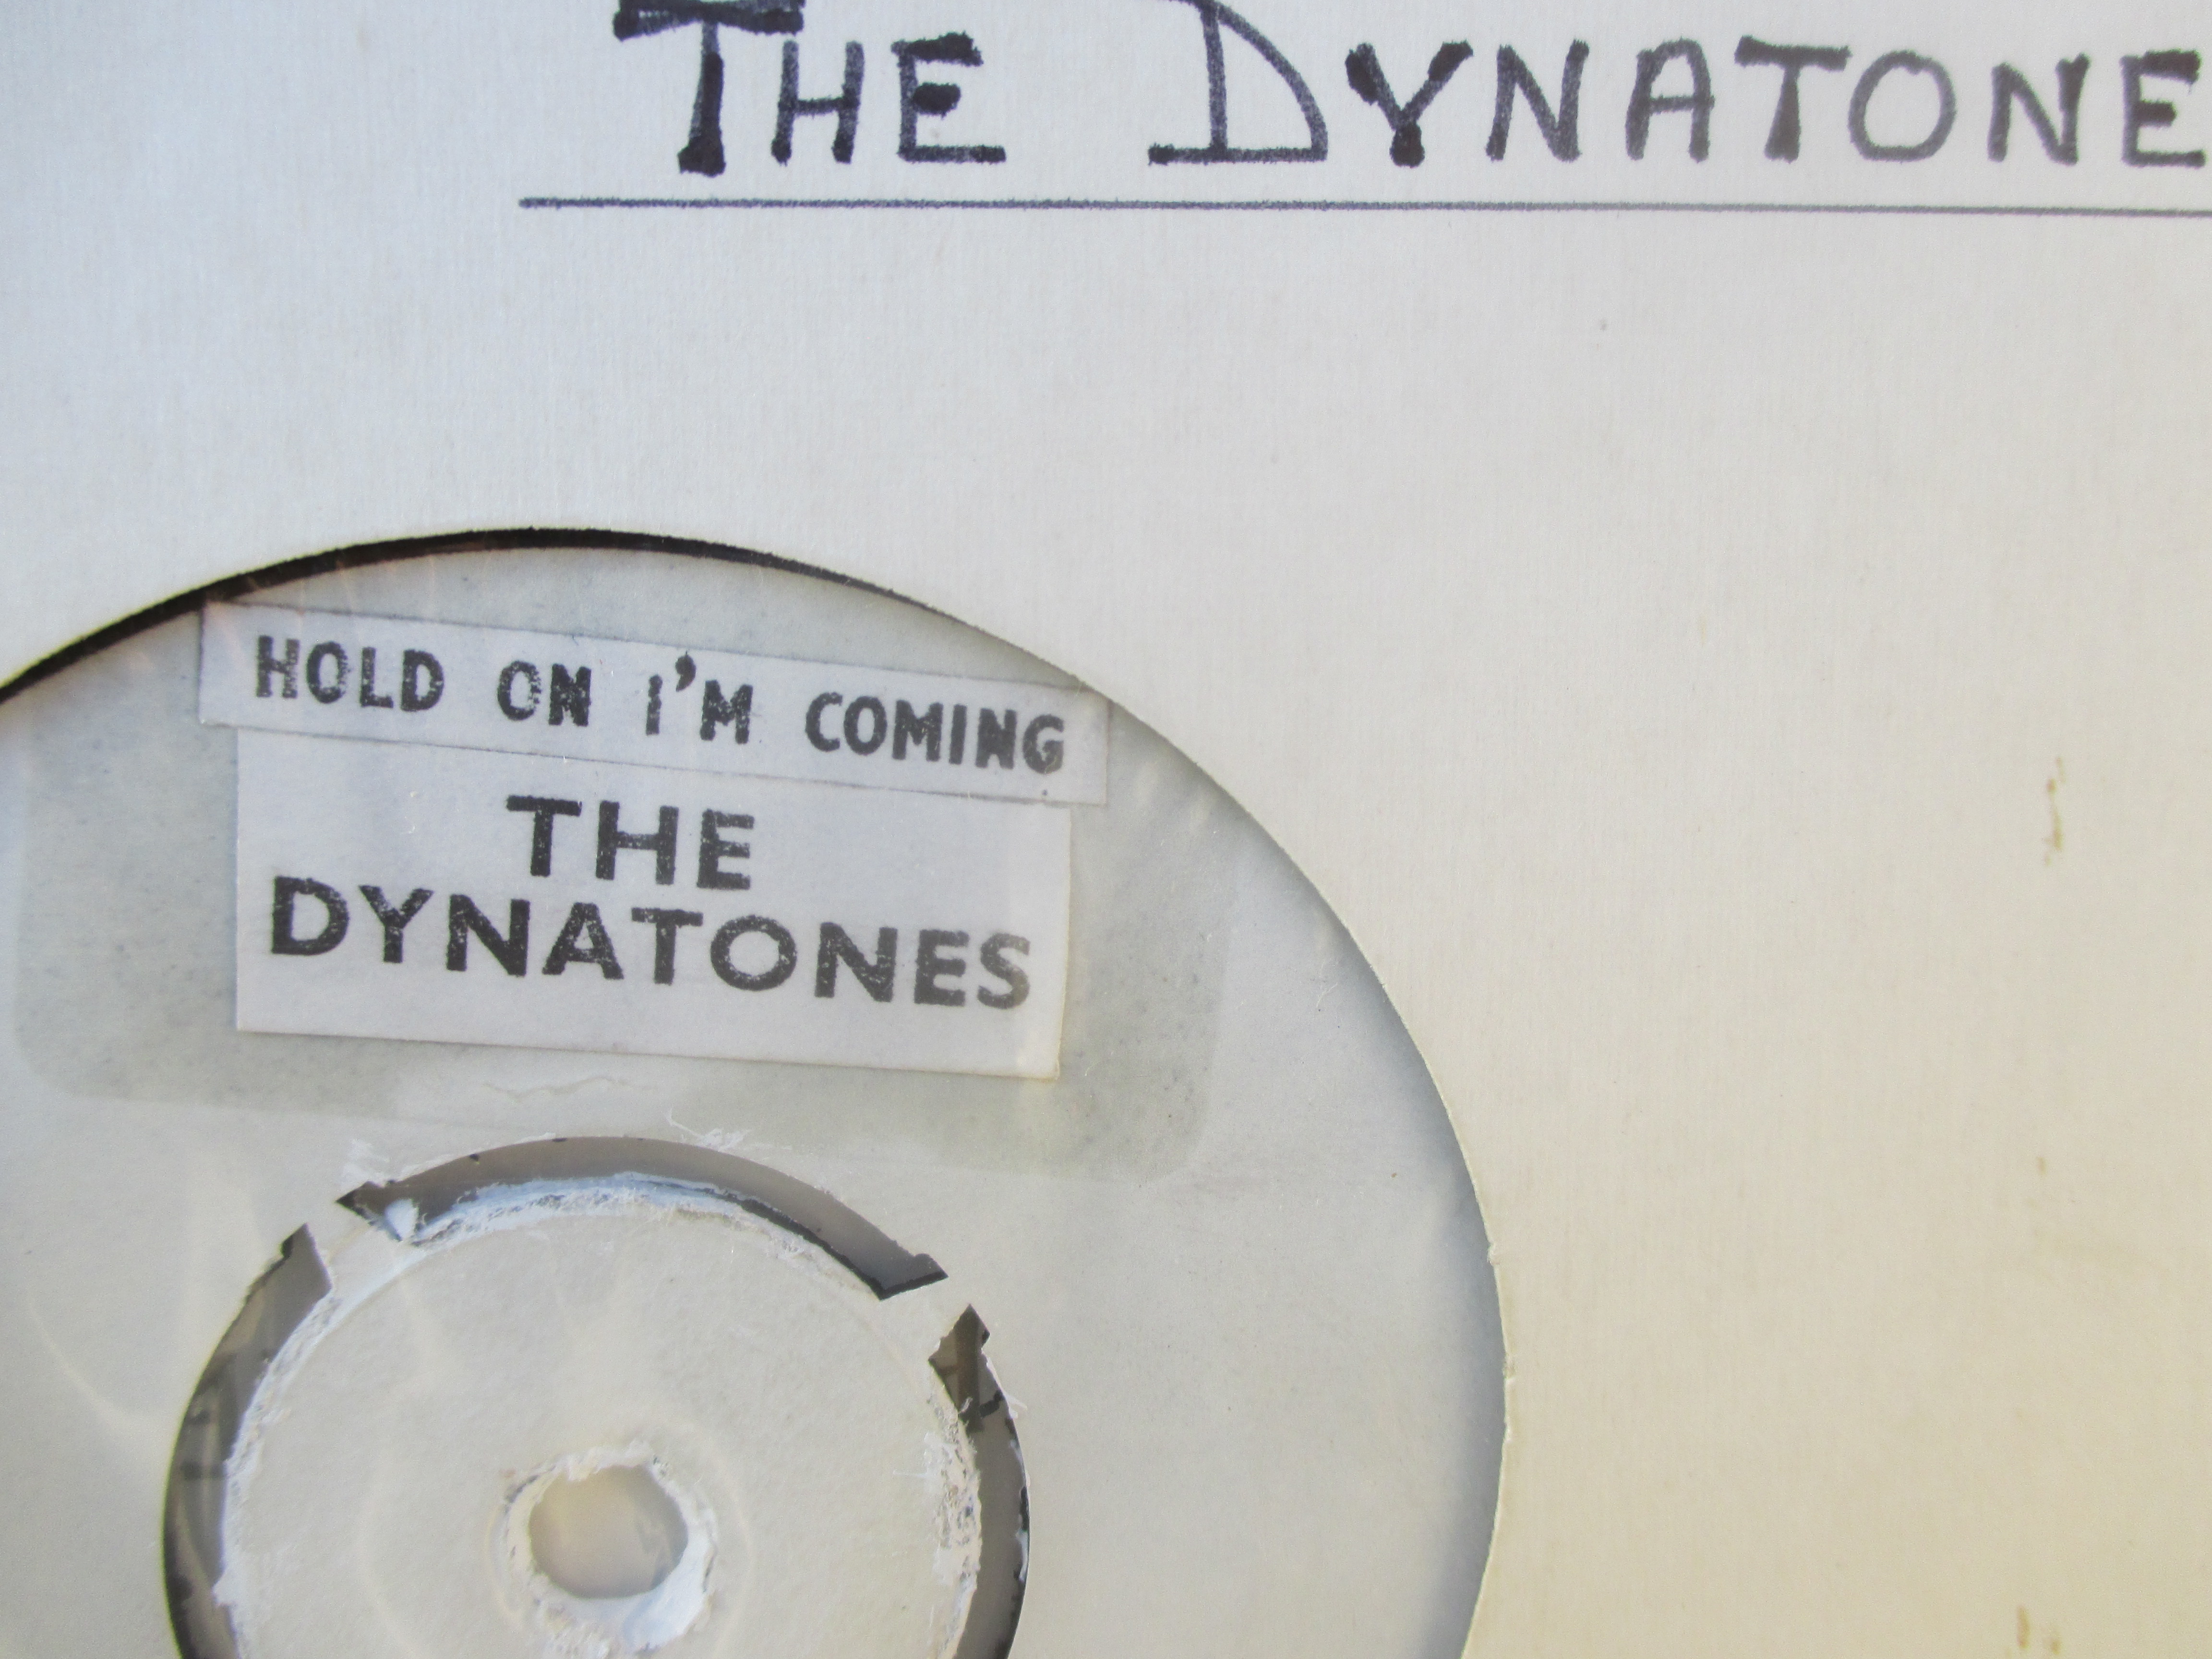 THE DYNATONE
HOLD ON I'M COMING
THE
DYNATONES